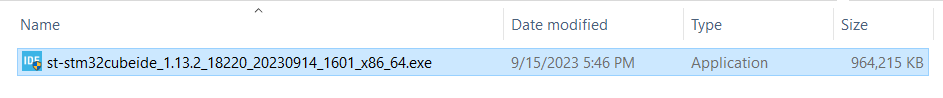 Name Date modified Type Size
IDE st-stm32cubeide_1.13.2_18220_20230914_1601_x86_64.exe 9/15/2023 5:46 PM Application 964,215 KB